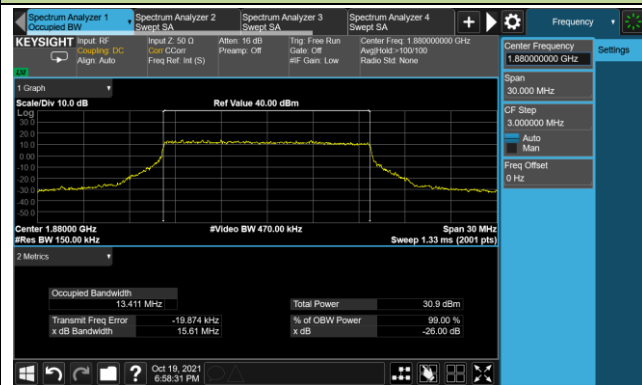 Spectrum Analyzer 1
Occupied BW
Spectrum Analyzer 2
Swept SA
Spectrum Analyzer 3
Swept SA
Spectrum Analyzer 4
Swept SA
Frequency
KEYSIGHT
Input: RF
Coupling: DC
Align: Auto
Input Z: 50 Ω
Corr CCorr
Freq Ref: Int (S)
Atten: 16 dB
Preamp: Off
Trig: Free Run
Gate: Off
#IF Gain: Low
Center Freq: 1.880000000 GHz
Avg|Hold:>100/100
Radio Std: None
Center Frequency
1.880000000 GHz
Settings
Span
30.000 MHz
CF Step
3.000000 MHz
Auto
Man
Freq Offset
0 Hz
1 Graph
Scale/Div 10.0 dB
Ref Value 40.00 dBm
Log
30.0
20.0
10.0
0.00
-10.0
-20.0
-30.0
-40.0
-50.0
Center 1.88000 GHz
#Video BW 470.00 kHz
Span 30 MHz
#Res BW 150.00 kHz
Sweep 1.33 ms (2001 pts)
2 Metrics
Occupied Bandwidth
13.411 MHz
Total Power
30.9 dBm
Transmit Freq Error
-19.874 kHz
% of OBW Power
99.00 %
x dB Bandwidth
15.61 MHz
x dB
-26.00 dB
Oct 19, 2021
6:58:31 PM